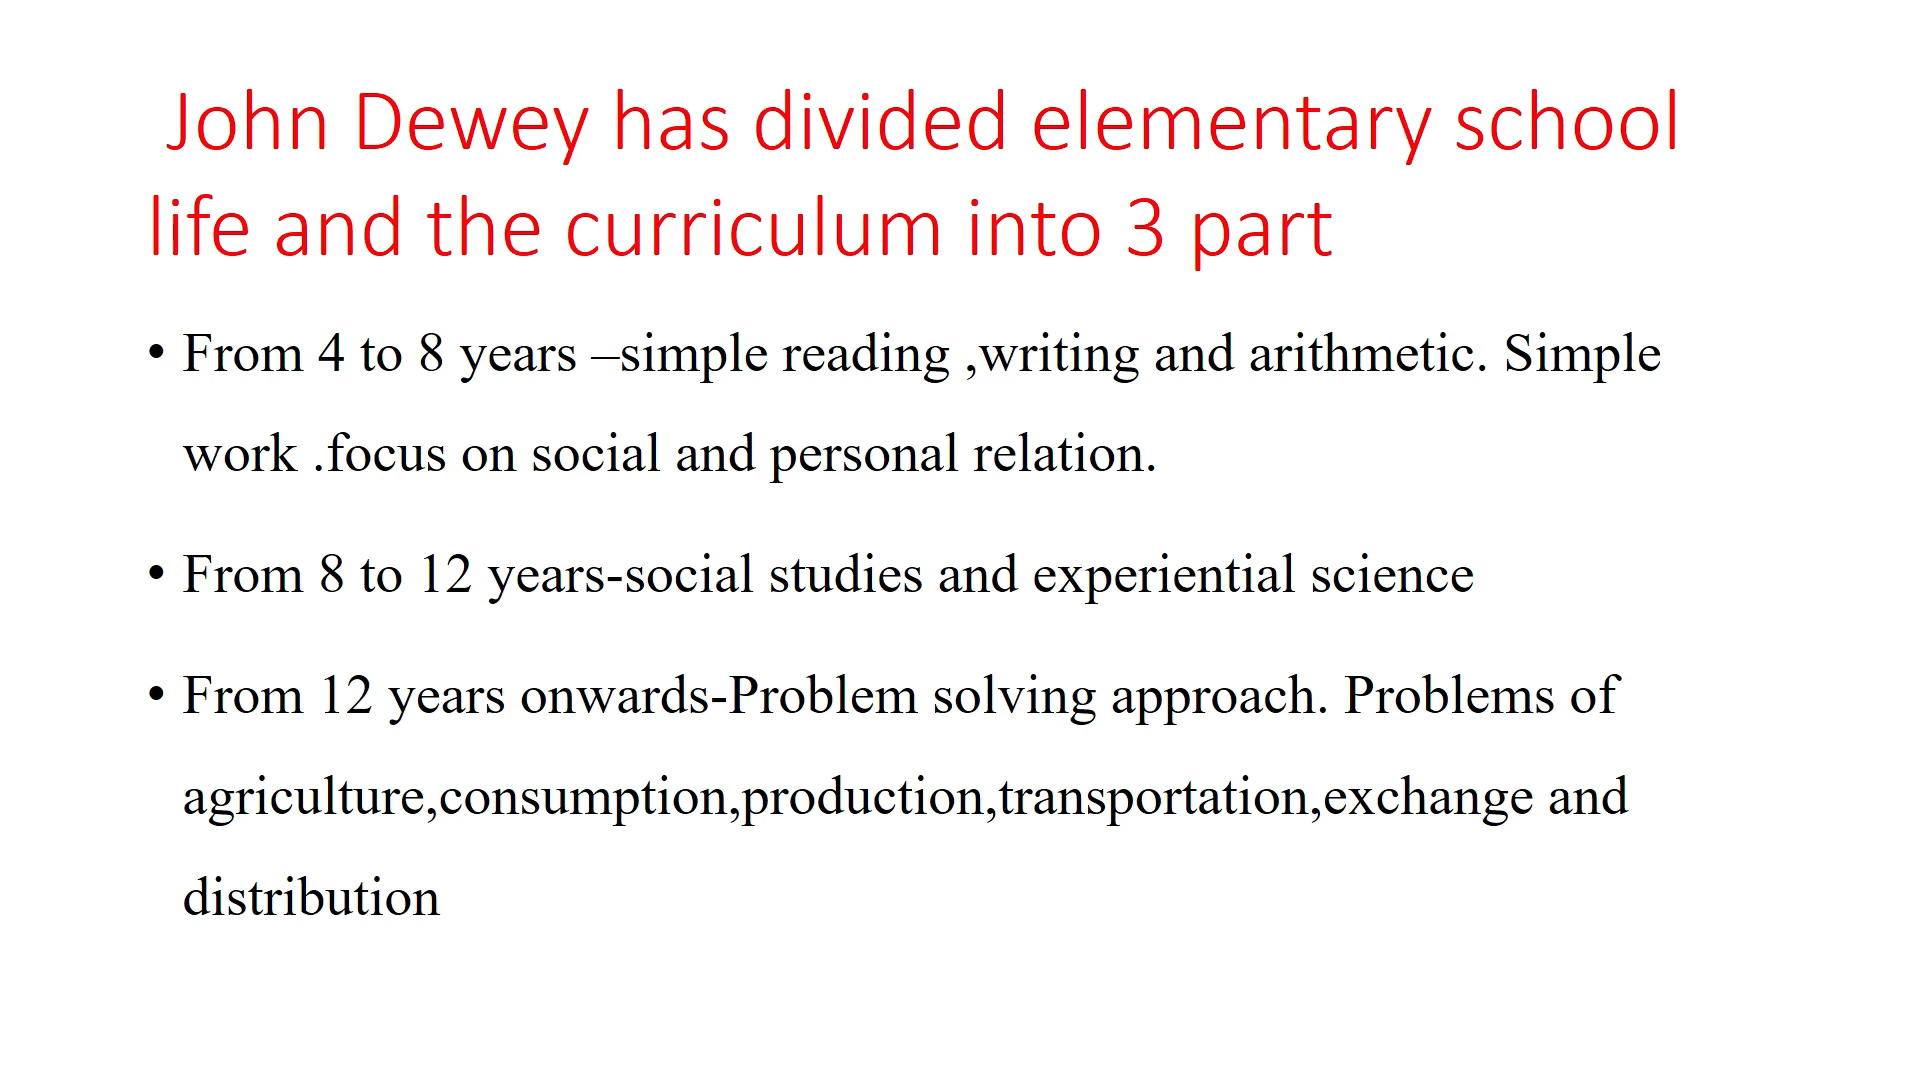 John Dewey has divided elementary school
life and the curriculum into 3 part
• From 4 to 8 years –simple reading ,writing and arithmetic. Simple
work .focus on social and personal relation.
• From 8 to 12 years-social studies and experiential science
• From 12 years onwards-Problem solving approach. Problems of
agriculture,consumption,production,transportation,exchange and
distribution